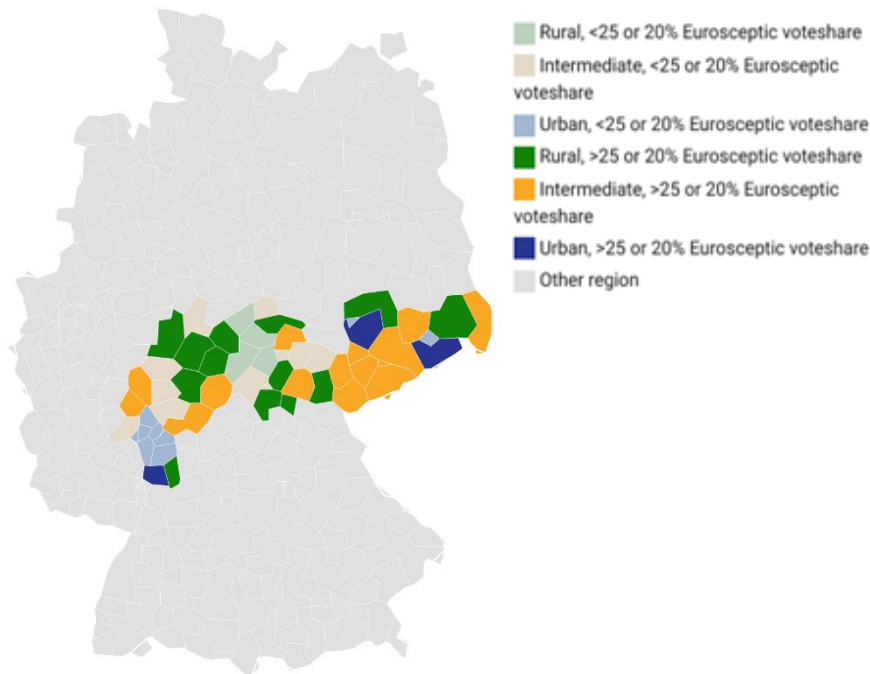 Rural, <25 or 20% Eurosceptic voteshare
Intermediate, <25 or 20% Eurosceptic
voteshare
Urban, <25 or 20% Eurosceptic voteshare
Rural, >25 or 20% Eurosceptic voteshare
Intermediate, >25 or 20% Eurosceptic
voteshare
Urban, >25 or 20% Eurosceptic voteshare
Other region